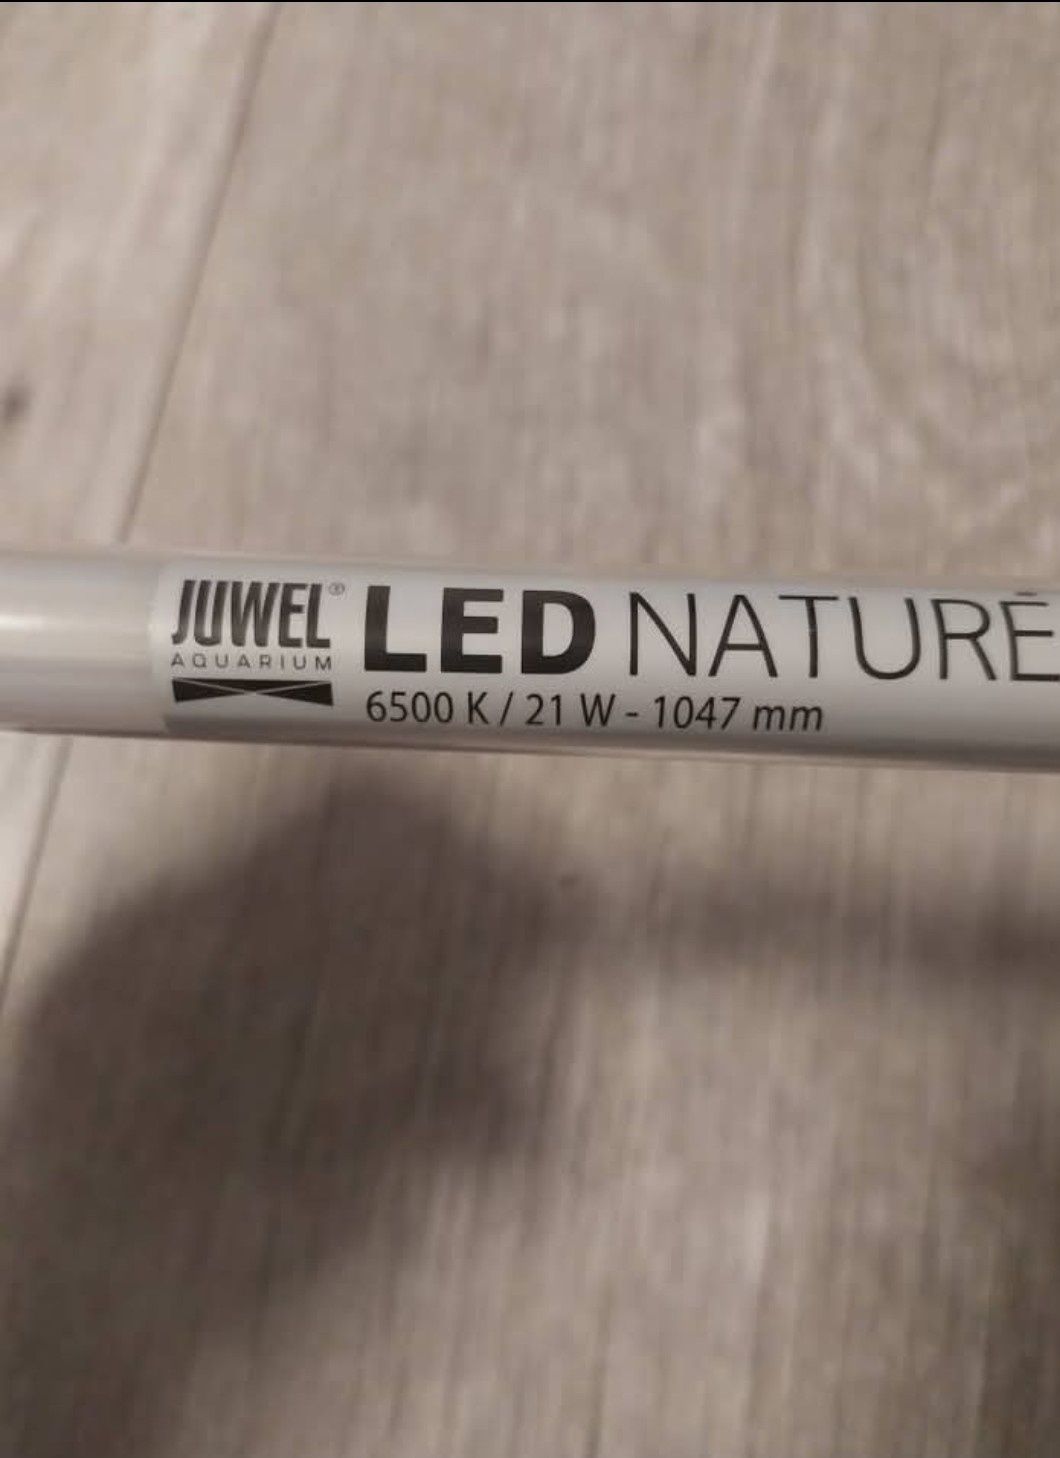 JUWEL®
AQUARIUM
LED NATURE
6500 K / 21 W - 1047 mm